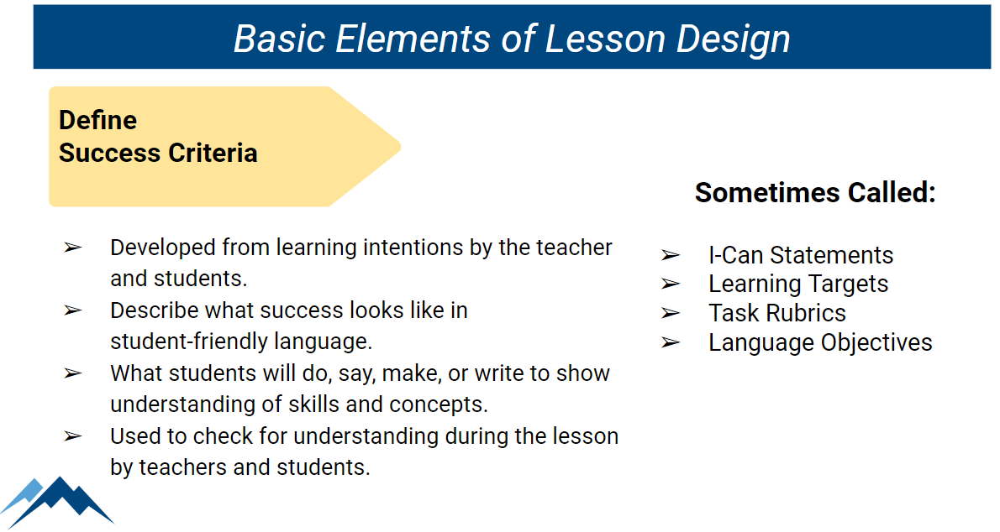 Basic Elements of Lesson Design
Define
Success Criteria
➢ Developed from learning intentions by the teacher
and students.
➢ Describe what success looks like in
student-friendly language.
➢ What students will do, say, make, or write to show
understanding of skills and concepts.
➢ Used to check for understanding during the lesson
by teachers and students.
Sometimes Called:
➢ I-Can Statements
➢ Learning Targets
➢ Task Rubrics
➢ Language Objectives